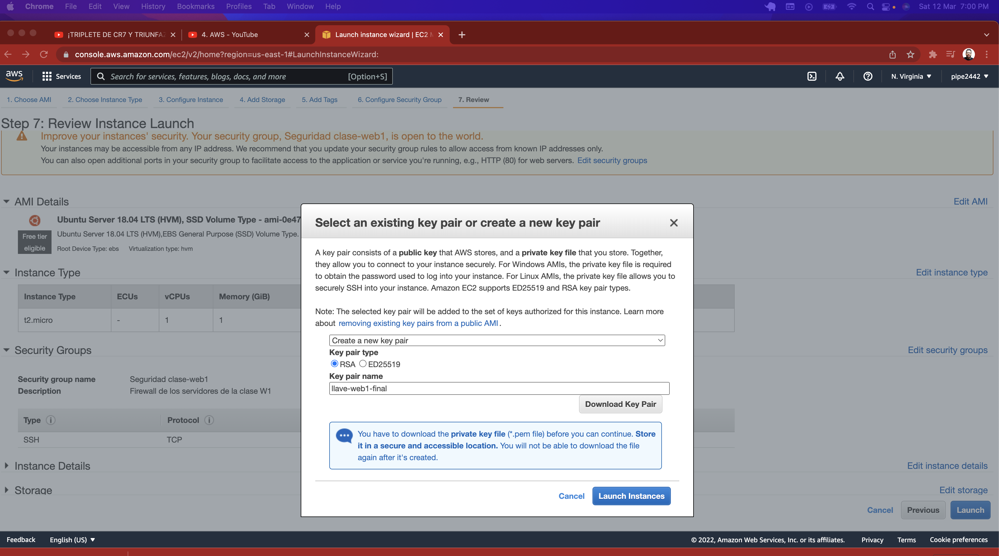 Chrome File Edit View History Bookmarks Profiles Tab Window Help Sat 12 Mar 7:00 PM
¡TRIPLETE DE CR7 Y TRIUNFA
4. AWS - YouTube
Launch instance wizard | EC2 M
console.aws.amazon.com/ec2/v2/home?region=us-east-1#LaunchInstanceWizard:
aws Services Search for services, features, blogs, docs, and more [Option+S] N. Virginia pipe2442
1. Choose AMI 2. Choose Instance Type 3. Configure Instance 4. Add Storage 5. Add Tags 6. Configure Security Group 7. Review
Step 7: Review Instance Launch
Improve your instances' security. Your security group, Seguridad clase-web1, is open to the world.
Your instances may be accessible from any IP address. We recommend that you update your security group rules to allow access from known IP addresses only.
You can also open additional ports in your security group to facilitate access to the application or service you're running, e.g., HTTP (80) for web servers. Edit security groups
AMI Details Edit AMI
Ubuntu Server 18.04 LTS (HVM), SSD Volume Type - ami-0e47
Free tier eligible
Ubuntu Server 18.04 LTS (HVM),EBS General Purpose (SSD) Volume Type.
Root Device Type: ebs Virtualization type: hvm
Instance Type Edit instance type
Instance Type ECUs vCPUs Memory (GiB)
t2.micro - 1 1
Security Groups Edit security groups
Security group name Seguridad clase-web1
Description Firewall de los servidores de la clase W1
Type Protocol
SSH TCP
Instance Details Edit instance details
Storage Edit storage
Cancel Previous Launch
Select an existing key pair or create a new key pair
A key pair consists of a public key that AWS stores, and a private key file that you store. Together,
they allow you to connect to your instance securely. For Windows AMIs, the private key file is required
to obtain the password used to log into your instance. For Linux AMIs, the private key file allows you to
securely SSH into your instance. Amazon EC2 supports ED25519 and RSA key pair types.
Note: The selected key pair will be added to the set of keys authorized for this instance. Learn more
about removing existing key pairs from a public AMI.
Create a new key pair
Key pair type
RSA ED25519
Key pair name
llave-web1-final
Download Key Pair
You have to download the private key file (*.pem file) before you can continue. Store
it in a secure and accessible location. You will not be able to download the file
again after it's created.
Cancel Launch Instances
Feedback English (US) © 2022, Amazon Web Services, Inc. or its affiliates. Privacy Terms Cookie preferences